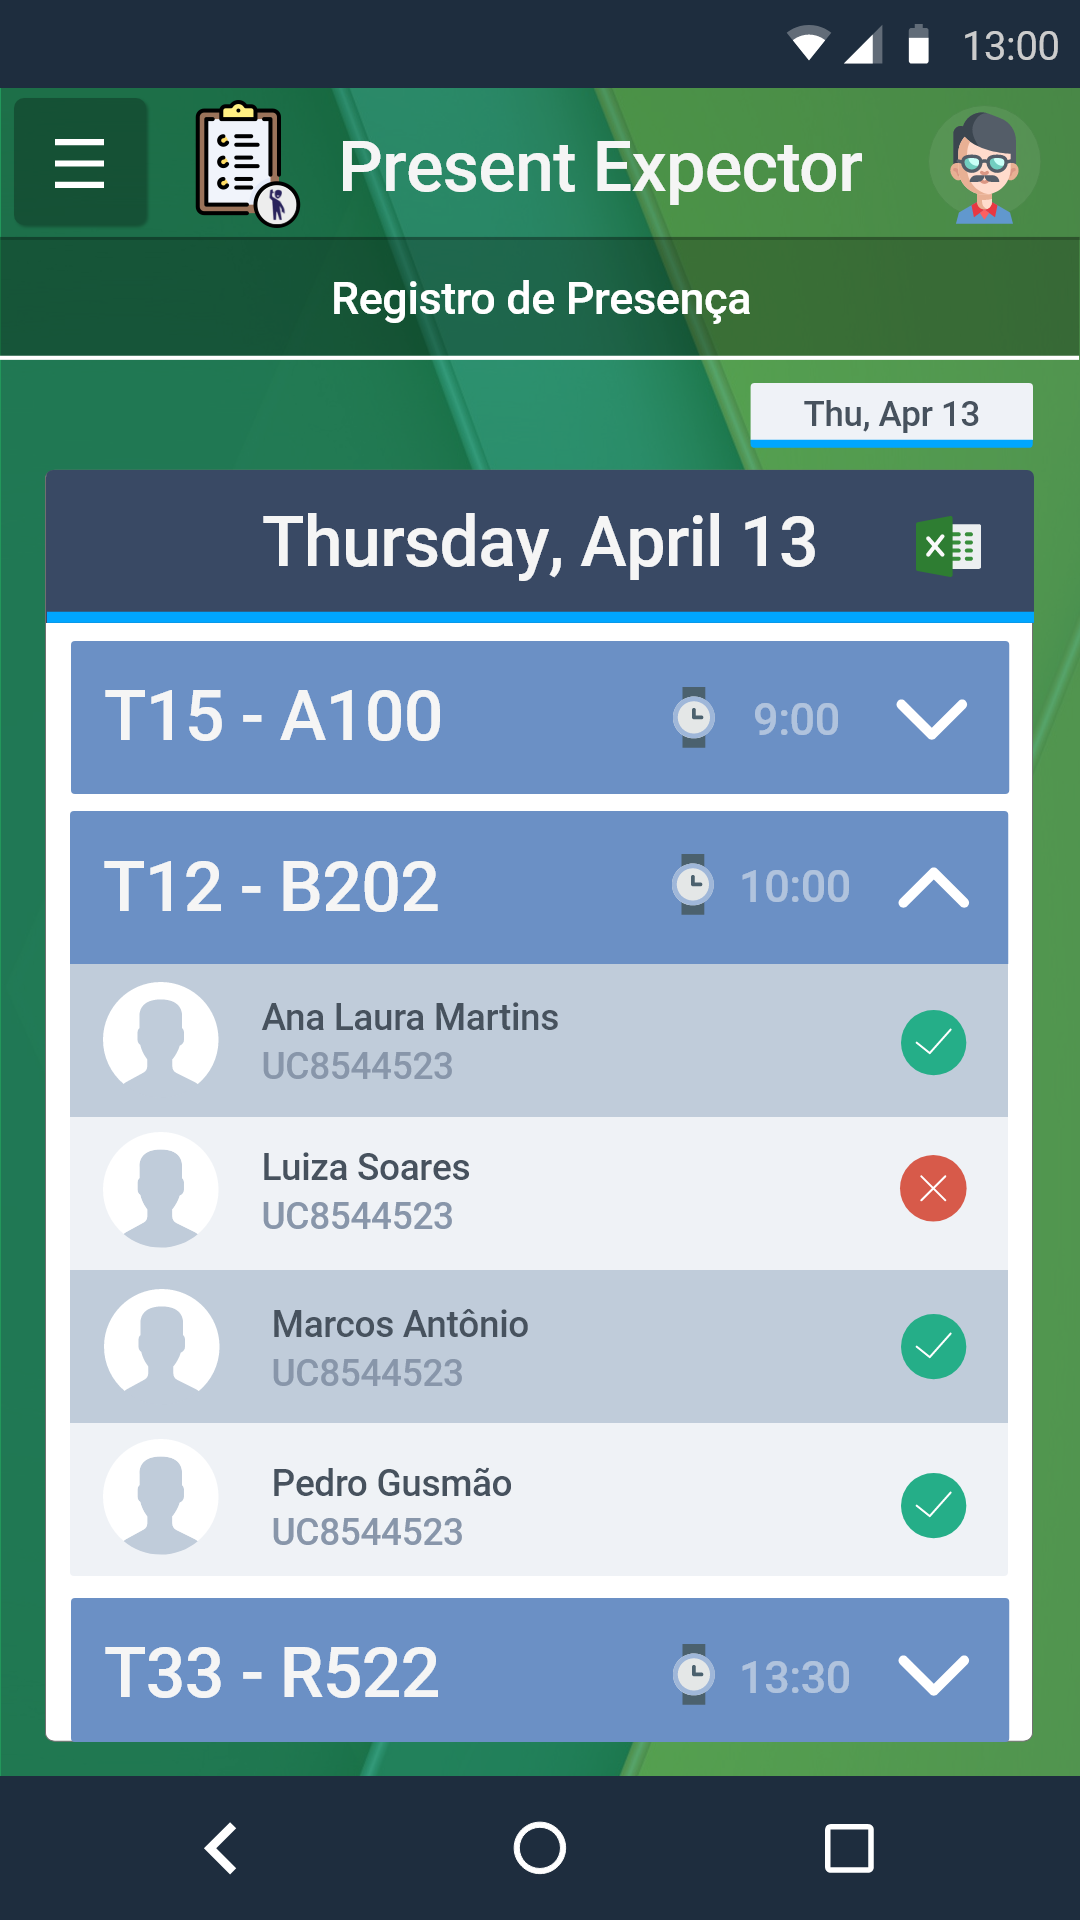 13:00
Present Expector
Registro de Presença
Thu, Apr 13
Thursday, April 13
X
T15 - A100
9:00
T12 - B202
10:00
Ana Laura Martins
UC8544523
Luiza Soares
UC8544523
Marcos Antônio
UC8544523
Pedro Gusmão
UC8544523
T33 - R522
13:30